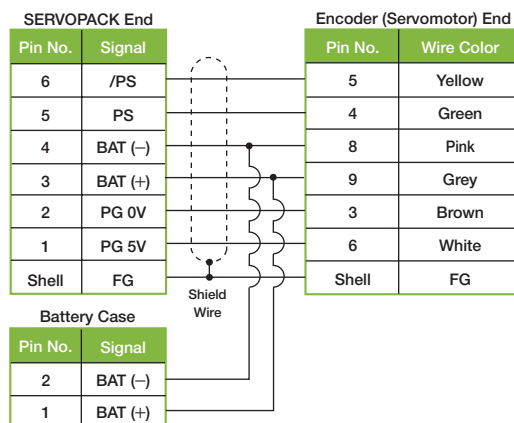 SERVOPACK End
Pin No. Signal
6 /PS
5 PS
4 BAT (−)
3 BAT (+)
2 PG 0V
1 PG 5V
Shell FG
Shield
Wire
Encoder (Servomotor) End
Pin No. Wire Color
5 Yellow
4 Green
8 Pink
9 Grey
3 Brown
6 White
Shell FG
Battery Case
Pin No. Signal
2 BAT (−)
1 BAT (+)